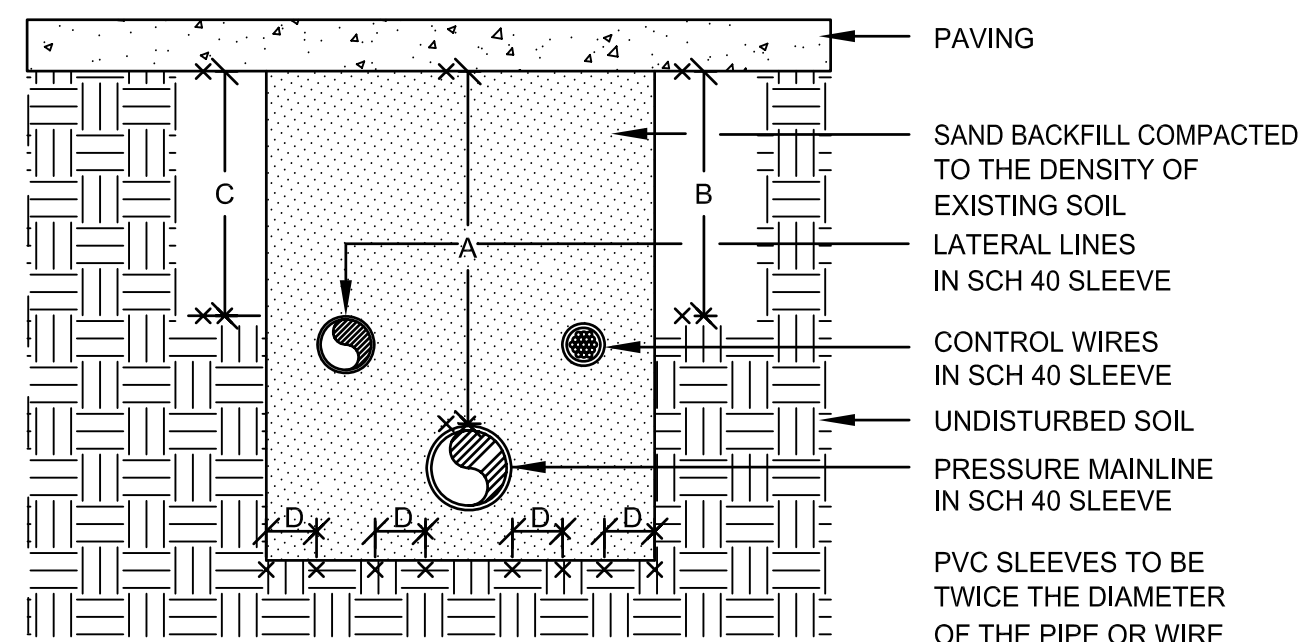 PAVING
SAND BACKFILL COMPACTED
TO THE DENSITY OF
EXISTING SOIL
C
B
A
LATERAL LINES
IN SCH 40 SLEEVE
CONTROL WIRES
IN SCH 40 SLEEVE
UNDISTURBED SOIL
PRESSURE MAINLINE
IN SCH 40 SLEEVE
D D D D
PVC SLEEVES TO BE
TWICE THE DIAMETER
OF THE PIPE OR WIRE